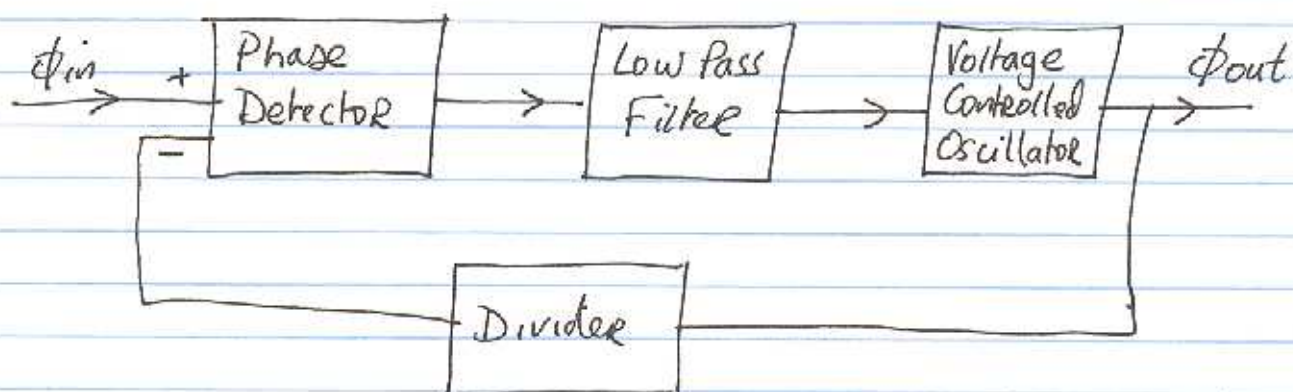 ϕin
+
−
Phase
Detector
Low Pass
Filter
Voltage
Controlled
Oscillator
ϕout
Divider